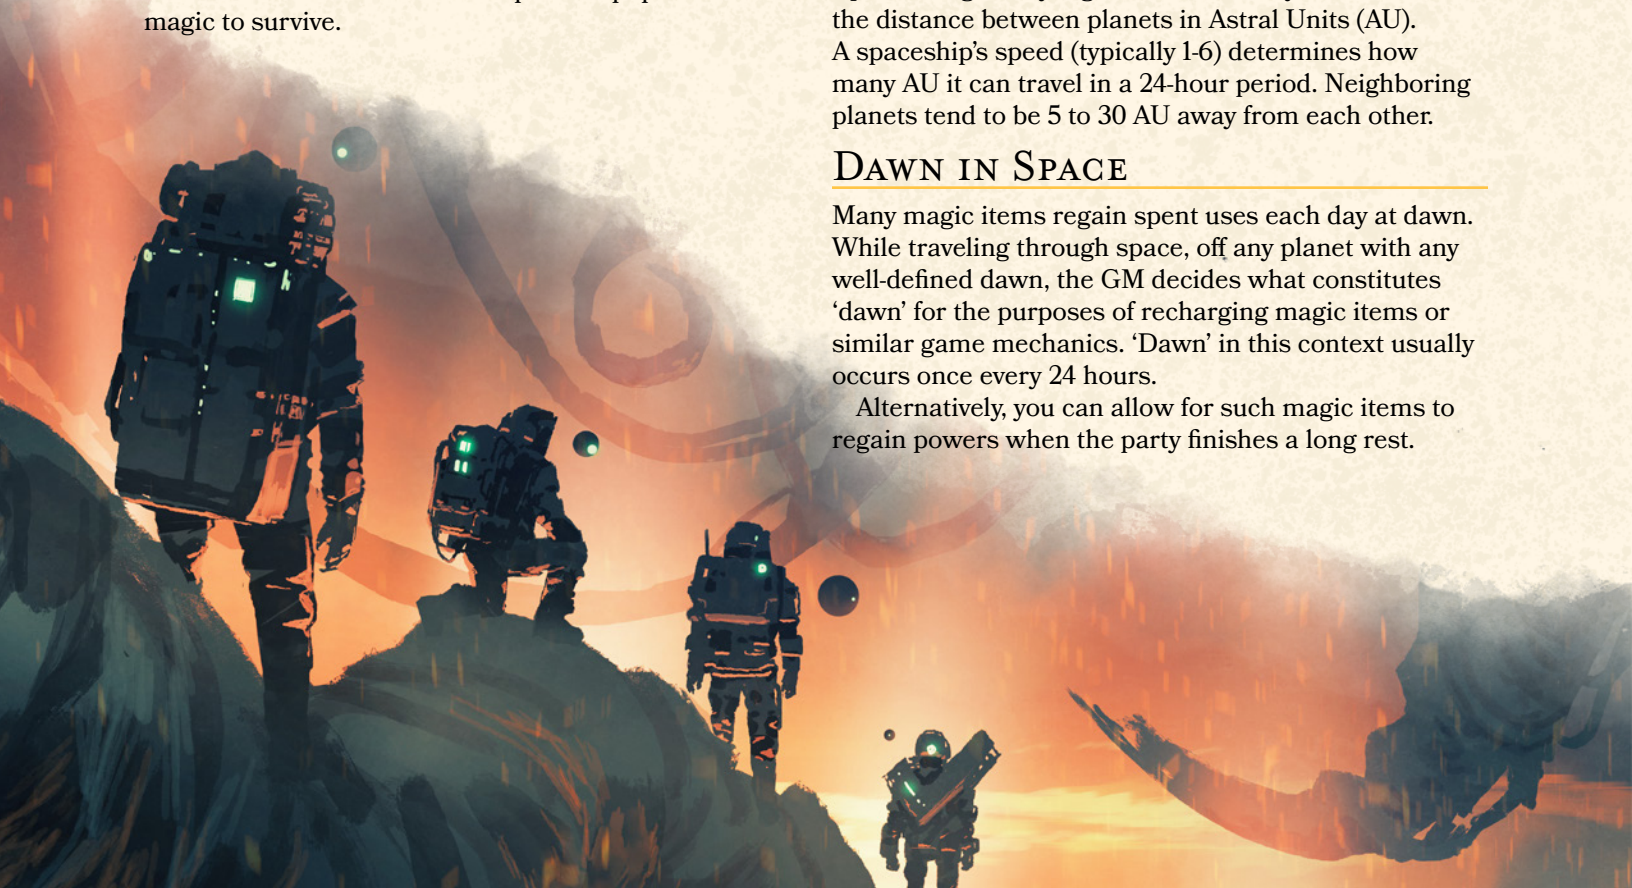 magic to survive.
the distance between planets in Astral Units (AU).
A spaceship's speed (typically 1-6) determines how
many AU it can travel in a 24-hour period. Neighboring
planets tend to be 5 to 30 AU away from each other.
Dawn in Space
Many magic items regain spent uses each day at dawn.
While traveling through space, off any planet with any
well-defined dawn, the GM decides what constitutes
‘dawn’ for the purposes of recharging magic items or
similar game mechanics. ‘Dawn’ in this context usually
occurs once every 24 hours.
Alternatively, you can allow for such magic items to
regain powers when the party finishes a long rest.